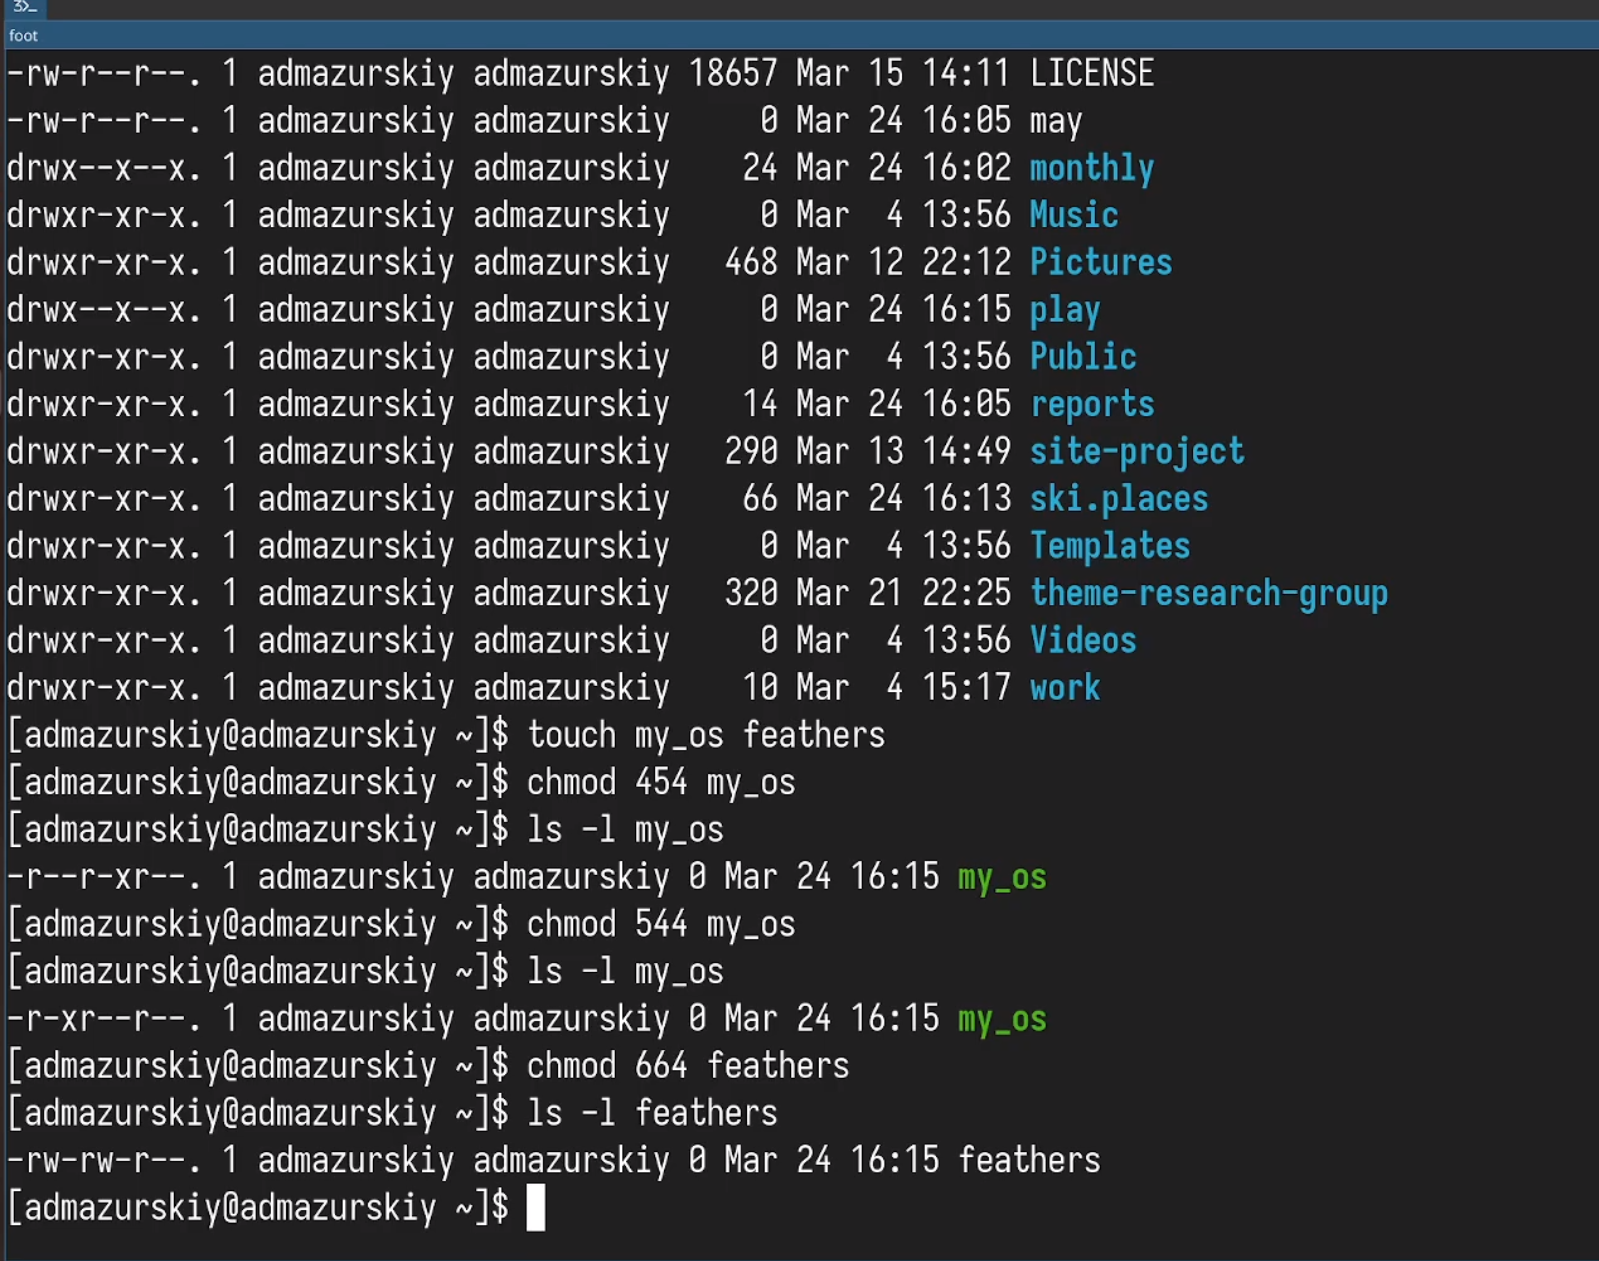 3>_
foot
-rw-r--r--. 1 admazurskiy admazurskiy 18657 Mar 15 14:11 LICENSE
-rw-r--r--. 1 admazurskiy admazurskiy     0 Mar 24 16:05 may
drwx--x--x. 1 admazurskiy admazurskiy    24 Mar 24 16:02 monthly
drwxr-xr-x. 1 admazurskiy admazurskiy     0 Mar  4 13:56 Music
drwxr-xr-x. 1 admazurskiy admazurskiy   468 Mar 12 22:12 Pictures
drwx--x--x. 1 admazurskiy admazurskiy     0 Mar 24 16:15 play
drwxr-xr-x. 1 admazurskiy admazurskiy     0 Mar  4 13:56 Public
drwxr-xr-x. 1 admazurskiy admazurskiy    14 Mar 24 16:05 reports
drwxr-xr-x. 1 admazurskiy admazurskiy   290 Mar 13 14:49 site-project
drwxr-xr-x. 1 admazurskiy admazurskiy    66 Mar 24 16:13 ski.places
drwxr-xr-x. 1 admazurskiy admazurskiy     0 Mar  4 13:56 Templates
drwxr-xr-x. 1 admazurskiy admazurskiy   320 Mar 21 22:25 theme-research-group
drwxr-xr-x. 1 admazurskiy admazurskiy     0 Mar  4 13:56 Videos
drwxr-xr-x. 1 admazurskiy admazurskiy    10 Mar  4 15:17 work
[admazurskiy@admazurskiy ~]$ touch my_os feathers
[admazurskiy@admazurskiy ~]$ chmod 454 my_os
[admazurskiy@admazurskiy ~]$ ls -l my_os
-r--r-xr--. 1 admazurskiy admazurskiy 0 Mar 24 16:15 my_os
[admazurskiy@admazurskiy ~]$ chmod 544 my_os
[admazurskiy@admazurskiy ~]$ ls -l my_os
-r-xr--r--. 1 admazurskiy admazurskiy 0 Mar 24 16:15 my_os
[admazurskiy@admazurskiy ~]$ chmod 664 feathers
[admazurskiy@admazurskiy ~]$ ls -l feathers
-rw-rw-r--. 1 admazurskiy admazurskiy 0 Mar 24 16:15 feathers
[admazurskiy@admazurskiy ~]$